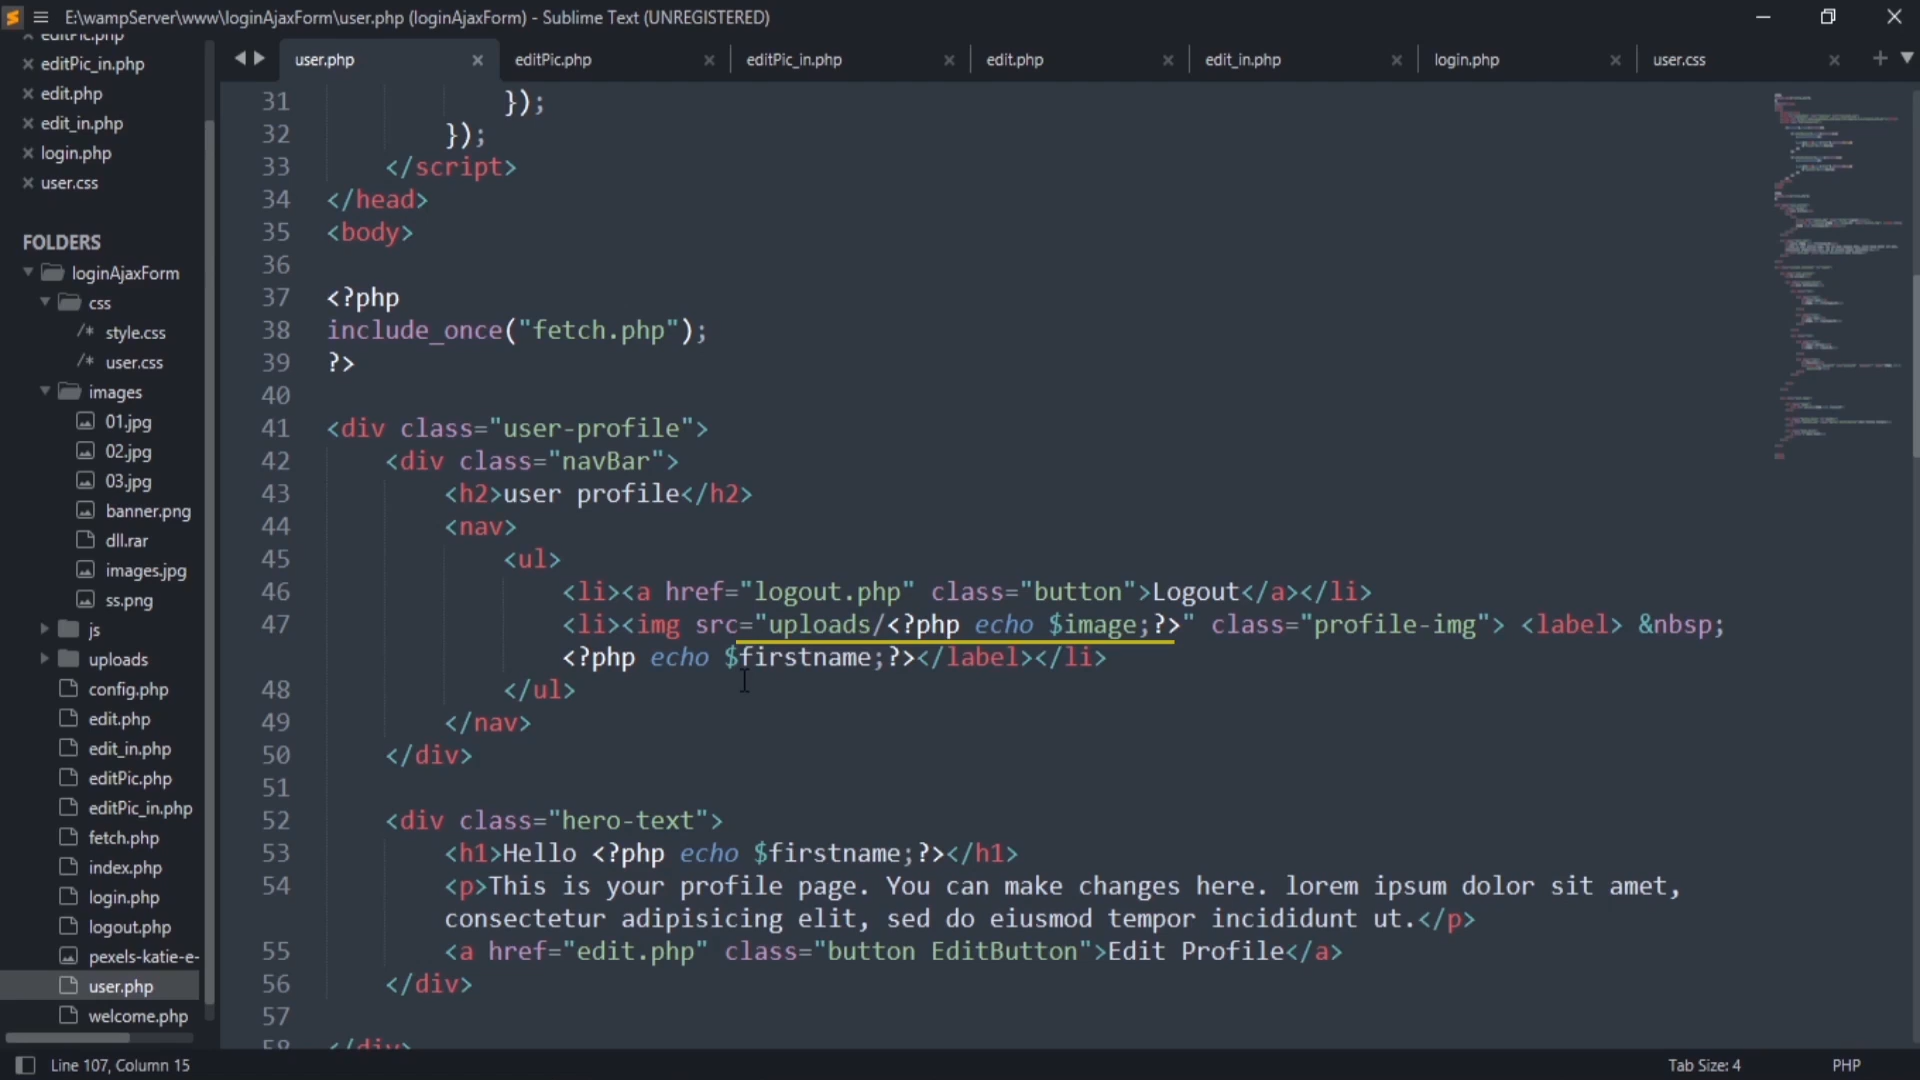 E:\wampServer\www\loginAjaxForm\user.php (loginAjaxForm) - Sublime Text (UNREGISTERED)
editPic.php
editPic_in.php
edit.php
edit_in.php
login.php
user.css
FOLDERS
loginAjaxForm
css
/* style.css
/* user.css
images
01.jpg
02.jpg
03.jpg
banner.png
dll.rar
images.jpg
ss.png
js
uploads
config.php
edit.php
edit_in.php
editPic.php
editPic_in.php
fetch.php
index.php
login.php
logout.php
pexels-katie-e-
user.php
welcome.php
user.php editPic.php editPic_in.php edit.php edit_in.php login.php user.css
31 });
32 });
33 </script>
34 </head>
35 <body>
36
37 <?php
38 include_once("fetch.php");
39 ?>
40
41 <div class="user-profile">
42 <div class="navBar">
43 <h2>user profile</h2>
44 <nav>
45 <ul>
46 <li><a href="logout.php" class="button">Logout</a></li>
47 <li><img src="uploads/<?php echo $image;?>" class="profile-img"> <label> &nbsp;
<?php echo $firstname;?></label></li>
48 </ul>
49 </nav>
50 </div>
51
52 <div class="hero-text">
53 <h1>Hello <?php echo $firstname;?></h1>
54 <p>This is your profile page. You can make changes here. lorem ipsum dolor sit amet,
consectetur adipisicing elit, sed do eiusmod tempor incididunt ut.</p>
55 <a href="edit.php" class="button EditButton">Edit Profile</a>
56 </div>
57
58 </div>
Line 107, Column 15
Tab Size: 4
PHP